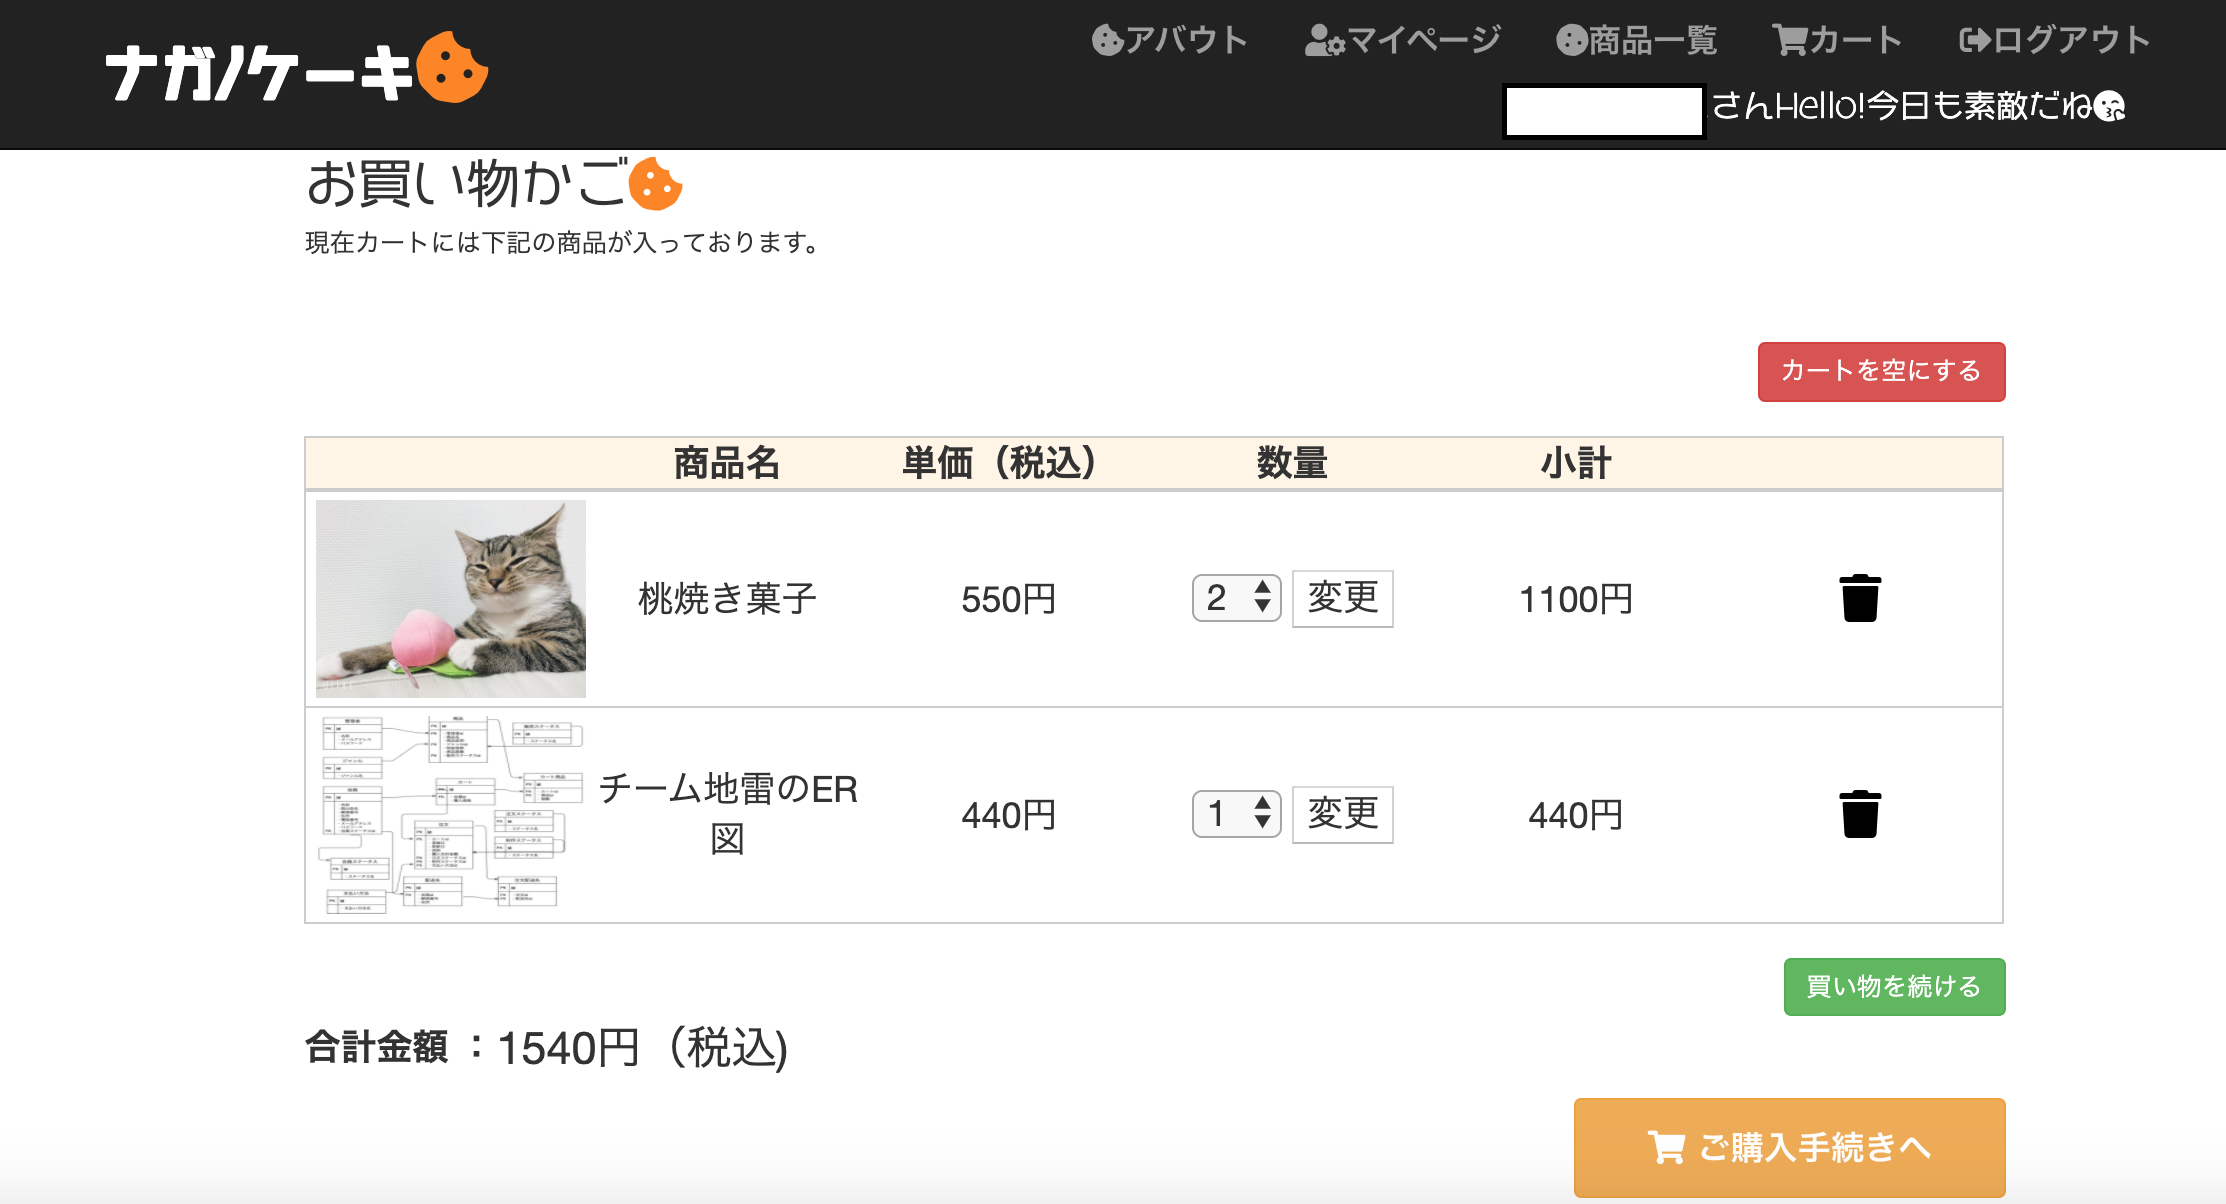 ナガノケーキ
アバウト マイページ 商品一覧 カート ログアウト
さんHello!今日も素敵だね
お買い物かご
現在カートには下記の商品が入っております。
カートを空にする
商品名 単価（税込） 数量 小計
桃焼き菓子 550円 2 変更 1100円
チーム地雷のER
図
440円 1 変更 440円
買い物を続ける
合計金額 ：1540円（税込)
ご購入手続きへ